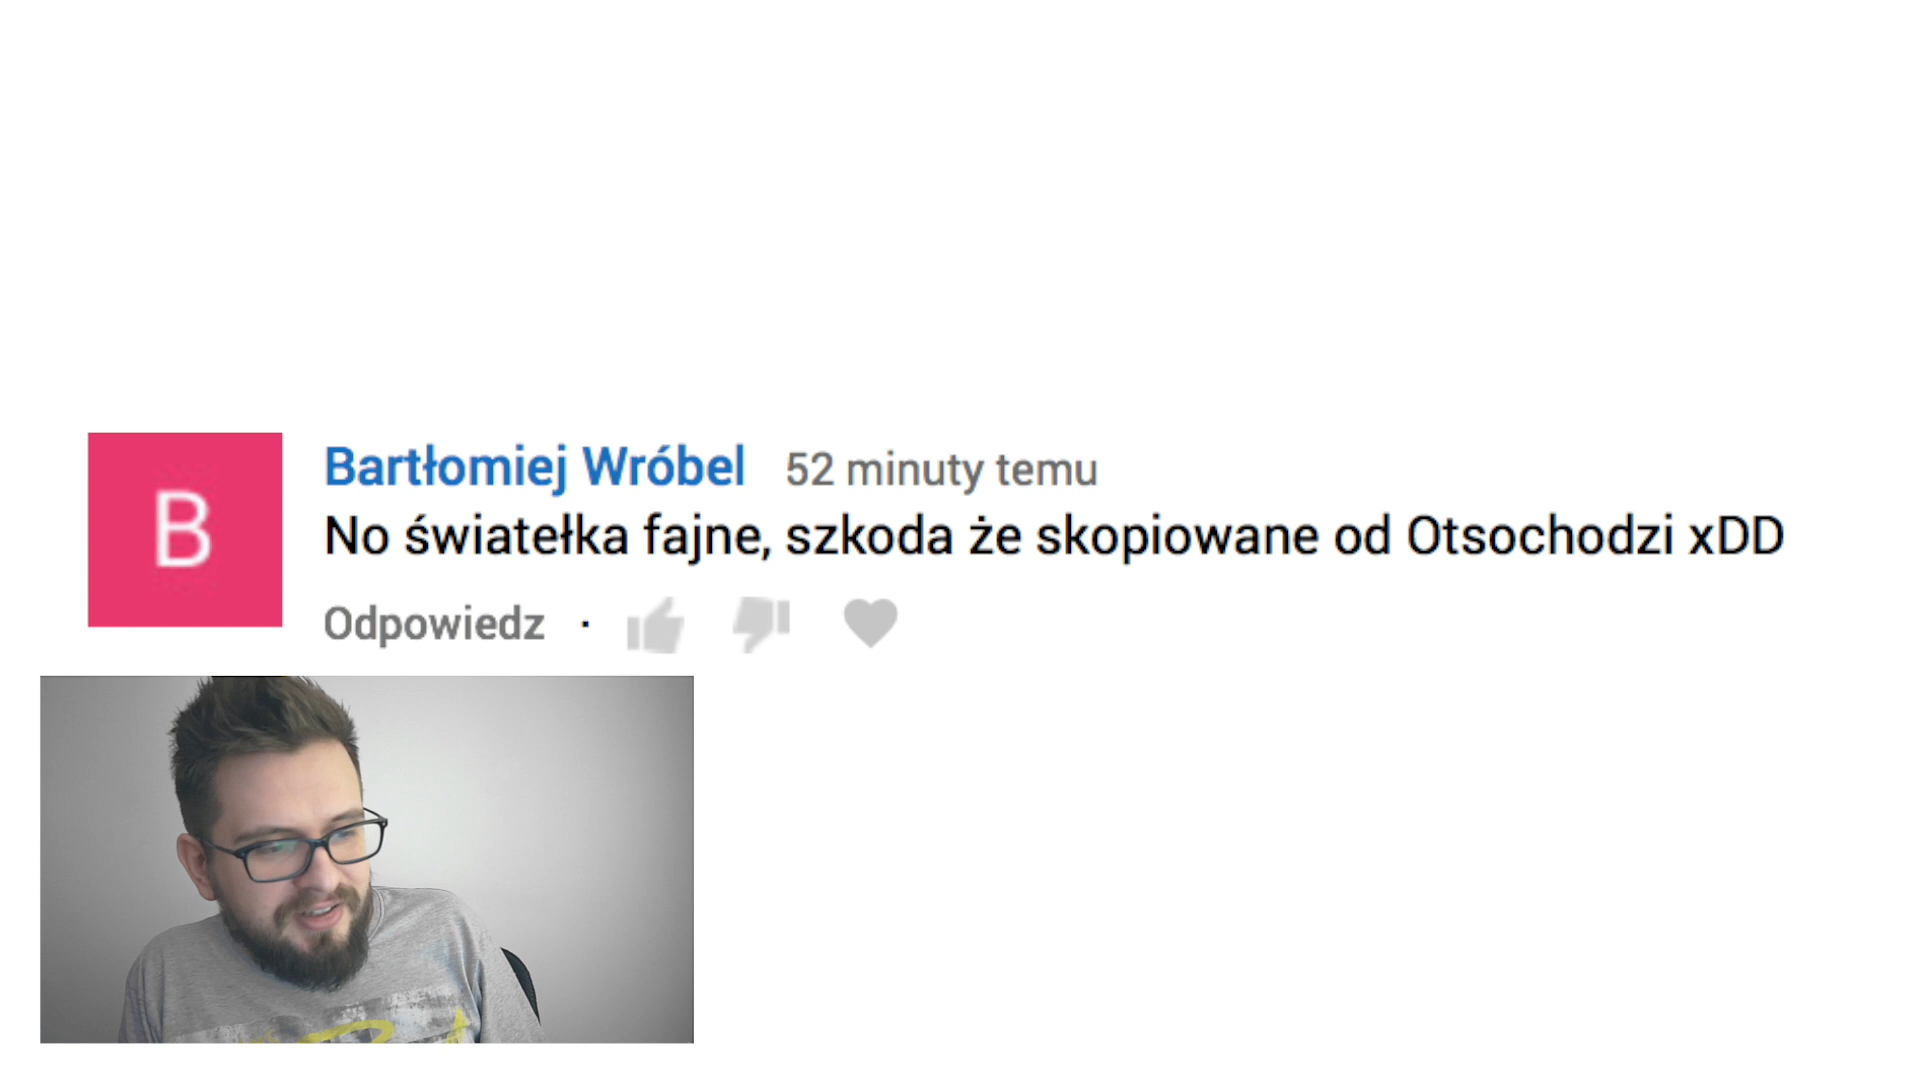 B
Bartłomiej Wróbel 52 minuty temu
No światełka fajne, szkoda że skopiowane od Otsochodzi xDD
Odpowiedz ·